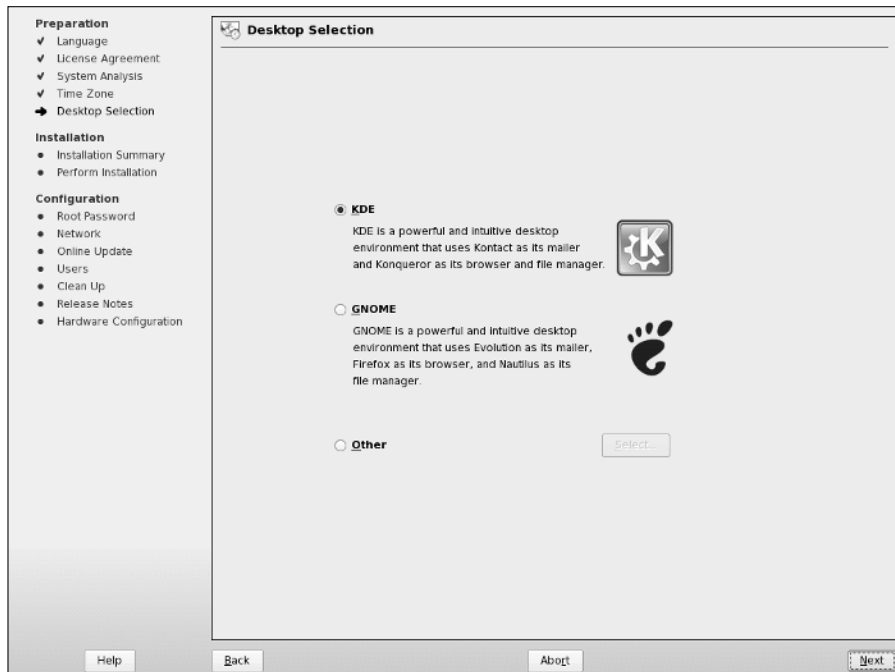 Preparation
Language
License Agreement
System Analysis
Time Zone
Desktop Selection
Installation
Installation Summary
Perform Installation
Configuration
Root Password
Network
Online Update
Users
Clean Up
Release Notes
Hardware Configuration
Desktop Selection
KDE
KDE is a powerful and intuitive desktop
environment that uses Kontact as its mailer
and Konqueror as its browser and file manager.
K
GNOME
GNOME is a powerful and intuitive desktop
environment that uses Evolution as its mailer,
Firefox as its browser, and Nautilus as its
file manager.
Other
Select...
Help
Back
Abort
Next